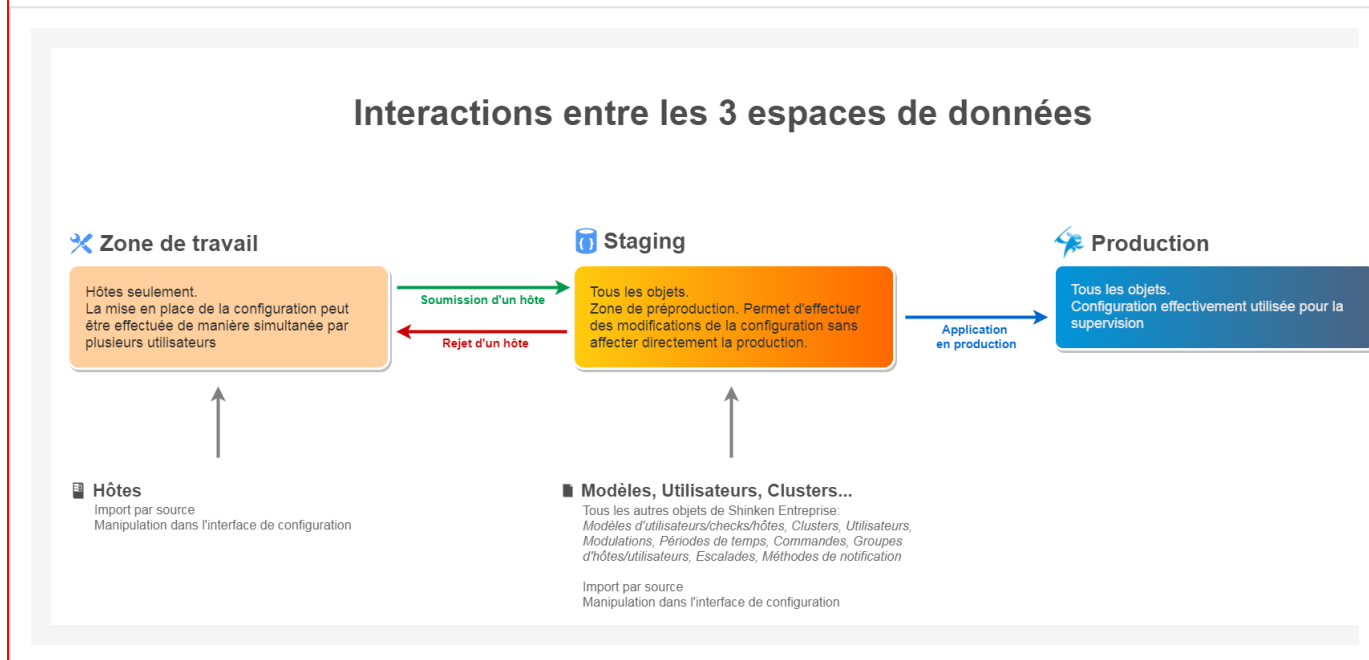 Interactions entre les 3 espaces de données
Zone de travail
Hôtes seulement.
La mise en place de la configuration peut
être effectuée de manière simultanée par
plusieurs utilisateurs
Soumission d'un hôte
Rejet d'un hôte
Staging
Tous les objets.
Zone de préproduction. Permet d'effectuer
des modifications de la configuration sans
affecter directement la production.
Application
en production
Production
Tous les objets.
Configuration effectivement utilisée pour la
supervision
Hôtes
Import par source
Manipulation dans l'interface de configuration
Modèles, Utilisateurs, Clusters...
Tous les autres objets de Shinken Entreprise:
Modèles d'utilisateurs/checks/hôtes, Clusters, Utilisateurs,
Modulations, Périodes de temps, Commandes, Groupes
d'hôtes/utilisateurs, Escalades, Méthodes de notification
Import par source
Manipulation dans l'interface de configuration